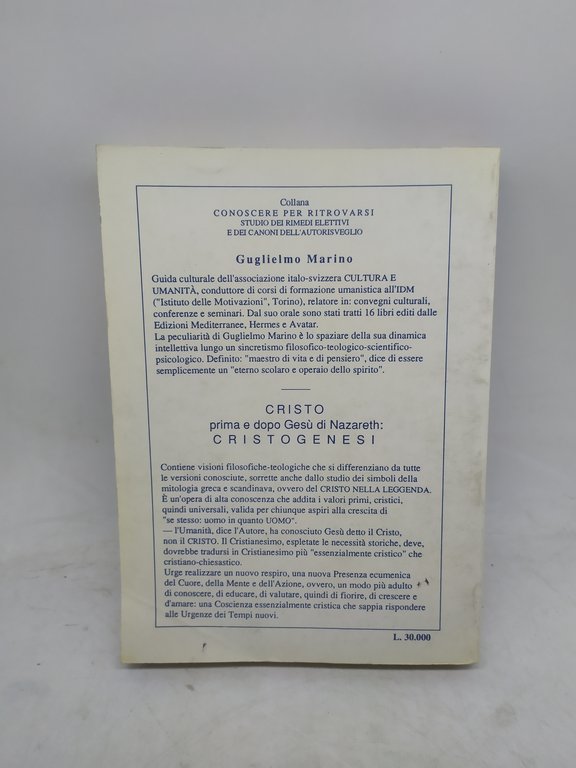 Collana
CONOSCERE PER RITROVARSI
STUDIO DEI RIMEDI ELETTIVI
E DEI CANONI DELL'AUTORISVEGLIO
Guglielmo Marino
Guida culturale dell'associazione italo-svizzera CULTURA E
UMANITÀ, conduttore di corsi di formazione umanistica all'IDM
("Istituto delle Motivazioni", Torino), relatore in: convegni culturali,
conferenze e seminari. Dal suo orale sono stati tratti 16 libri editi dalle
Edizioni Mediterranee, Hermes e Avatar.
La peculiarità di Guglielmo Marino è lo spaziare della sua dinamica
intellettiva lungo un sincretismo filosofico-teologico-scientifico-
psicologico. Definito: "maestro di vita e di pensiero", dice di essere
semplicemente un "eterno scolaro e operaio dello spirito".
CRISTO
prima e dopo Gesù di Nazareth:
CRISTOGENESI
Contiene visioni filosofiche-teologiche che si differenziano da tutte
le versioni conosciute, sorrette anche dallo studio dei simboli della
mitologia greca e scandinava, ovvero del CRISTO NELLA LEGGENDA.
È un'opera di alta conoscenza che addita i valori primi, cristici,
quindi universali, valida per chiunque aspiri alla crescita di
"se stesso: uomo in quanto UOMO".
— l'Umanità, dice l'Autore, ha conosciuto Gesù detto il Cristo,
non il CRISTO. Il Cristianesimo, espletate le necessità storiche, deve,
dovrebbe tradursi in Cristianesimo più "essenzialmente cristico" che
cristiano-chiesastico.
Urge realizzare un nuovo respiro, una nuova Presenza ecumenica
del Cuore, della Mente e dell'Azione, ovvero, un modo più adulto
di conoscere, di educare, di valutare, quindi di fiorire, di crescere e
d'amare: una Coscienza essenzialmente cristica che sappia rispondere
alle Urgenze dei Tempi nuovi.
L. 30.000